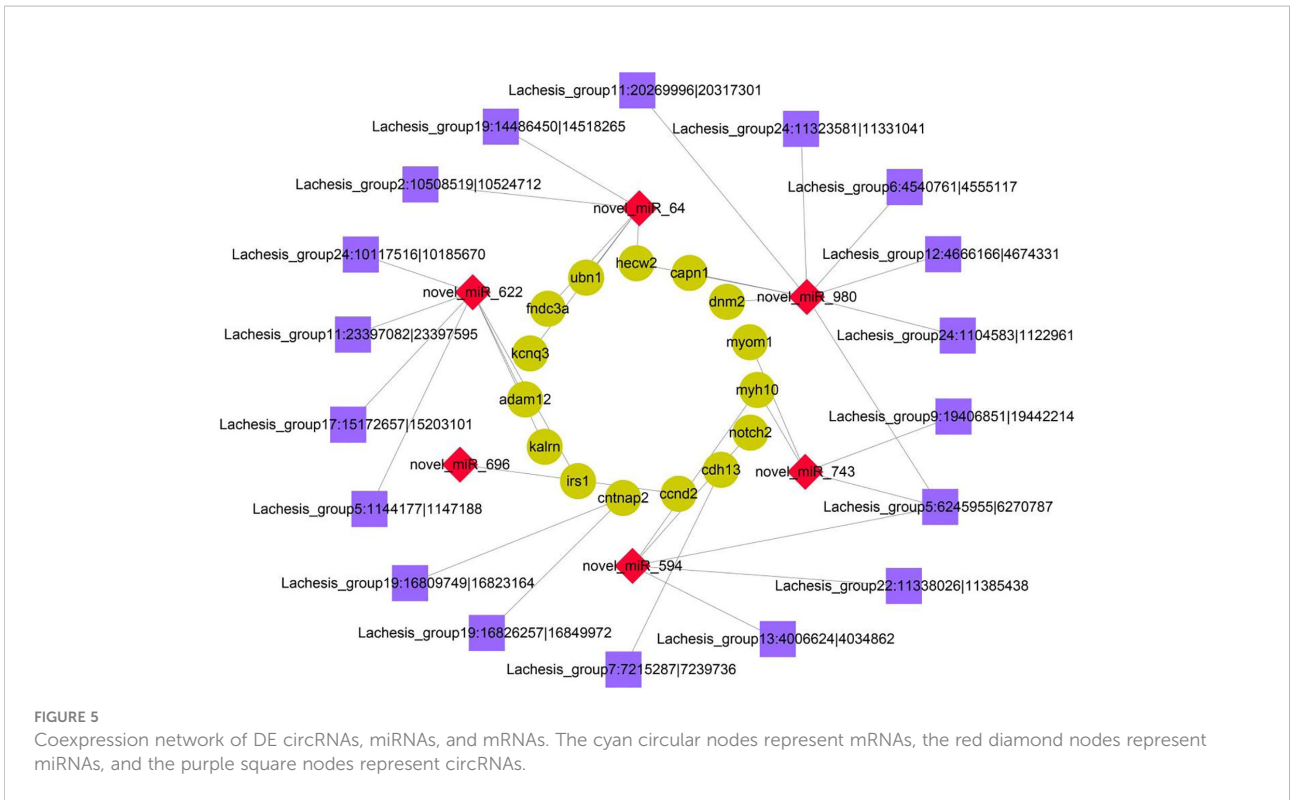 Lachesis_group11:20269996|20317301
Lachesis_group19:14486450|14518265
Lachesis_group24:11323581|11331041
Lachesis_group2:10508519|10524712
Lachesis_group6:4540761|4555117
novel_miR_64
Lachesis_group24:10117516|10185670
Lachesis_group12:4666166|4674331
hecw2
capn1
ubn1
novel_miR_622
novel_miR_980
dnm2
fndc3a
Lachesis_group11:23397082|23397595
Lachesis_group24:1104583|1122961
myom1
kcnq3
myh10
adam12
Lachesis_group9:19406851|19442214
Lachesis_group17:15172657|15203101
notch2
kalrn
novel_miR_696
cdh13
novel_miR_743
irs1
ccnd2
cntnap2
Lachesis_group5:1144177|1147188
Lachesis_group5:6245955|6270787
novel_miR_594
Lachesis_group19:16809749|16823164
Lachesis_group22:11338026|11385438
Lachesis_group19:16826257|16849972
Lachesis_group13:4006624|4034862
Lachesis_group7:7215287|7239736
FIGURE 5
Coexpression network of DE circRNAs, miRNAs, and mRNAs. The cyan circular nodes represent mRNAs, the red diamond nodes represent
miRNAs, and the purple square nodes represent circRNAs.